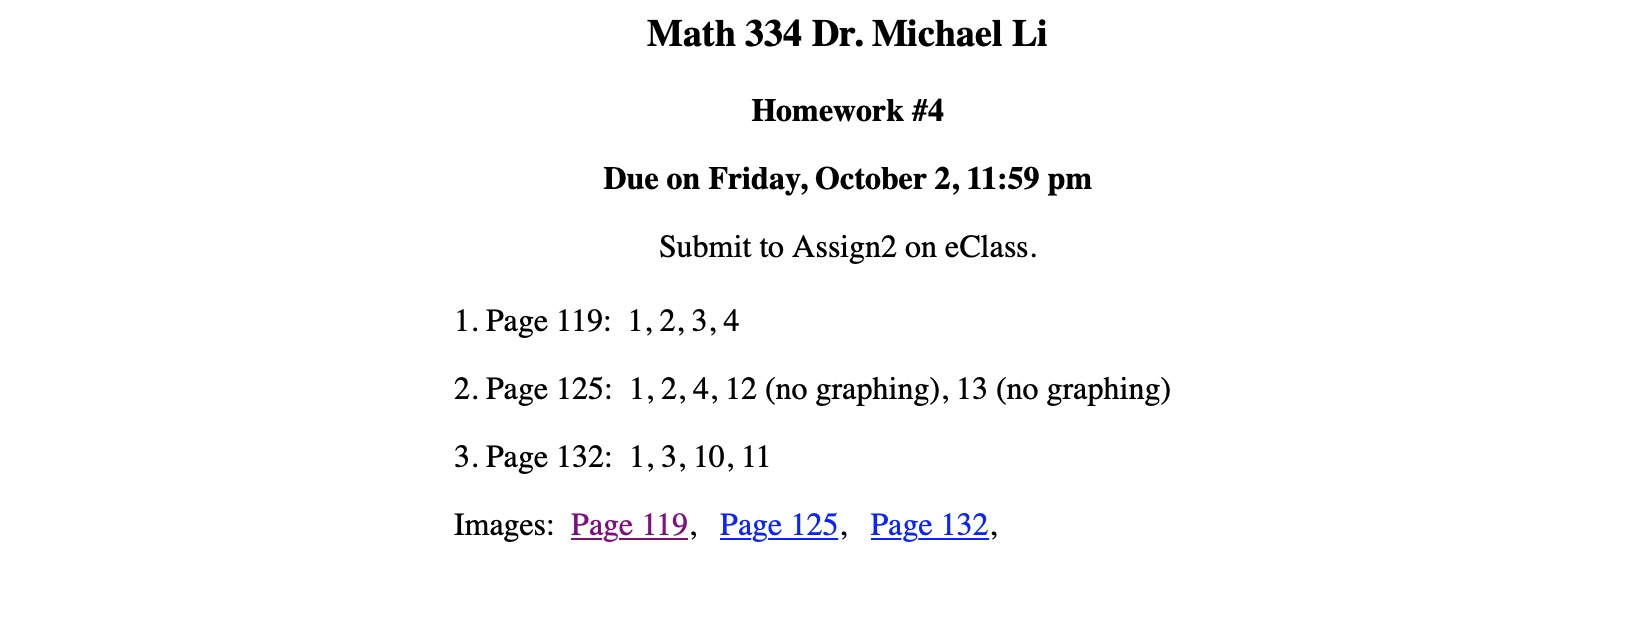 Math 334 Dr. Michael Li
Homework #4
Due on Friday, October 2, 11:59 pm
Submit to Assign2 on eClass.
1. Page 119: 1, 2, 3, 4
2. Page 125: 1, 2, 4, 12 (no graphing), 13 (no graphing)
3. Page 132: 1, 3, 10, 11
Images: Page 119, Page 125, Page 132,